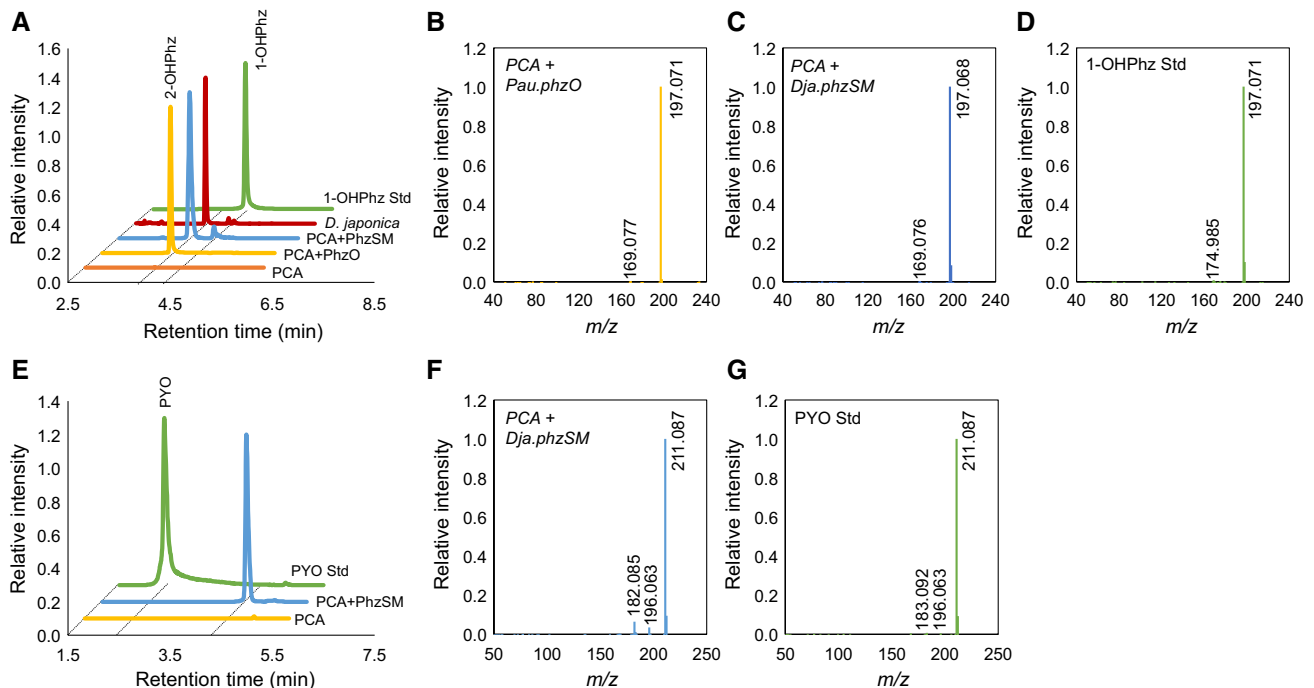 A
1.6
1.4
1.2
1.0
0.8
0.6
0.4
0.2
0.0
Relative intensity
2-OHPhz
1-OHPhz
1-OHPhz Std
D. japonica
PCA+PhzSM
PCA+PhzO
PCA
2.5 4.5 6.5 8.5
Retention time (min)
B
1.2
1.0
0.8
0.6
0.4
0.2
0.0
Relative intensity
PCA +
Pau.phzO
197.071
169.077
40 80 120 160 200 240
m/z
C
1.2
1.0
0.8
0.6
0.4
0.2
0.0
Relative intensity
PCA +
Dja.phzSM
197.068
169.076
40 80 120 160 200 240
m/z
D
1.2
1.0
0.8
0.6
0.4
0.2
0.0
Relative intensity
1-OHPhz Std
197.071
174.985
40 80 120 160 200 240
m/z
E
1.4
1.2
1.0
0.8
0.6
0.4
0.2
0.0
Relative intensity
PYO
PYO Std
PCA+PhzSM
PCA
1.5 3.5 5.5 7.5
Retention time (min)
F
1.2
1.0
0.8
0.6
0.4
0.2
0.0
Relative intensity
PCA +
Dja.phzSM
211.087
182.085
196.063
50 100 150 200 250
m/z
G
1.2
1.0
0.8
0.6
0.4
0.2
0.0
Relative intensity
PYO Std
211.087
183.092
196.063
50 100 150 200 250
m/z